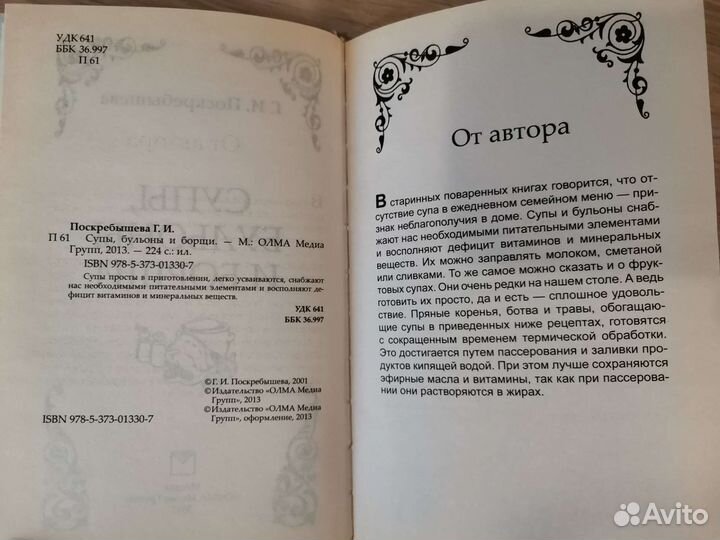 УДК 641
ББК 36.997
П 61
Поскребышева Г. И.
П 61 Супы, бульоны и борщи. — М.: ОЛМА Медиа
Групп, 2013. — 224 с.: ил.
ISBN 978-5-373-01330-7
Супы просты в приготовлении, легко усваиваются, снабжают
нас необходимыми питательными элементами и восполняют де-
фицит витаминов и минеральных веществ.
УДК 641
ББК 36.997
© Г. И. Поскребышева, 2001
© Издательство «ОЛМА Медиа
Групп», 2013
© Издательство «ОЛМА Медиа
Групп», оформление, 2013
ISBN 978-5-373-01330-7
От автора
В старинных поваренных книгах говорится, что от-
сутствие супа в ежедневном семейном меню — при-
знак неблагополучия в доме. Супы и бульоны снаб-
жают нас необходимыми питательными элементами
и восполняют дефицит витаминов и минеральных
веществ. Их можно заправлять молоком, сметаной
или сливками. То же самое можно сказать и о фрук-
товых супах. Они очень редки на нашем столе. А ведь
готовить их просто, да и есть — сплошное удоволь-
ствие. Пряные коренья, ботва и травы, обогащаю-
щие супы в приведенных ниже рецептах, готовятся
с сокращенным временем термической обработки.
Это достигается путем пассерования и заливки про-
дуктов кипящей водой. При этом лучше сохраняются
эфирные масла и витамины, так как при пассерова-
нии они растворяются в жирах.
Avito